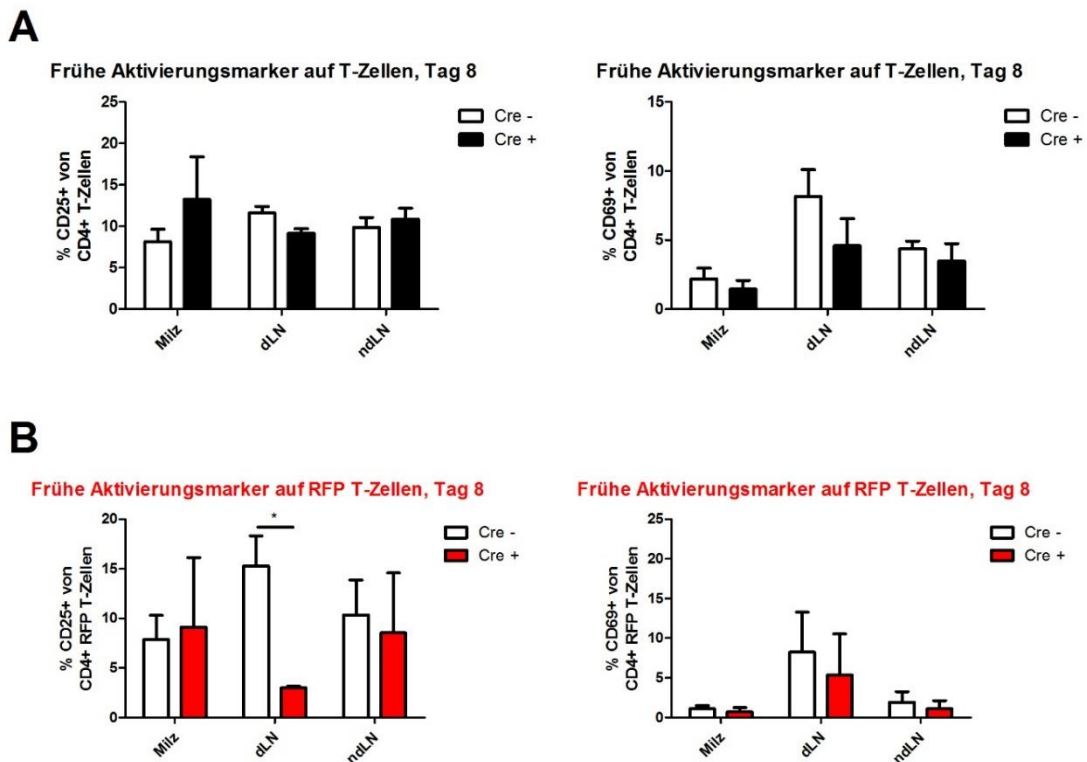 A
Frühe Aktivierungsmarker auf T-Zellen, Tag 8
% CD25+ von
CD4+ T-Zellen
25
20
15
10
5
0
Milz
dLN
ndLN
Cre -
Cre +
Frühe Aktivierungsmarker auf T-Zellen, Tag 8
% CD69+ von
CD4+ T-Zellen
15
10
5
0
Milz
dLN
ndLN
Cre -
Cre +
B
Frühe Aktivierungsmarker auf RFP T-Zellen, Tag 8
% CD25+ von
CD4+ RFP T-Zellen
20
15
10
5
0
*
Milz
dLN
ndLN
Cre -
Cre +
Frühe Aktivierungsmarker auf RFP T-Zellen, Tag 8
% CD69+ von
CD4+ RFP T-Zellen
25
20
15
10
5
0
Milz
dLN
ndLN
Cre -
Cre +